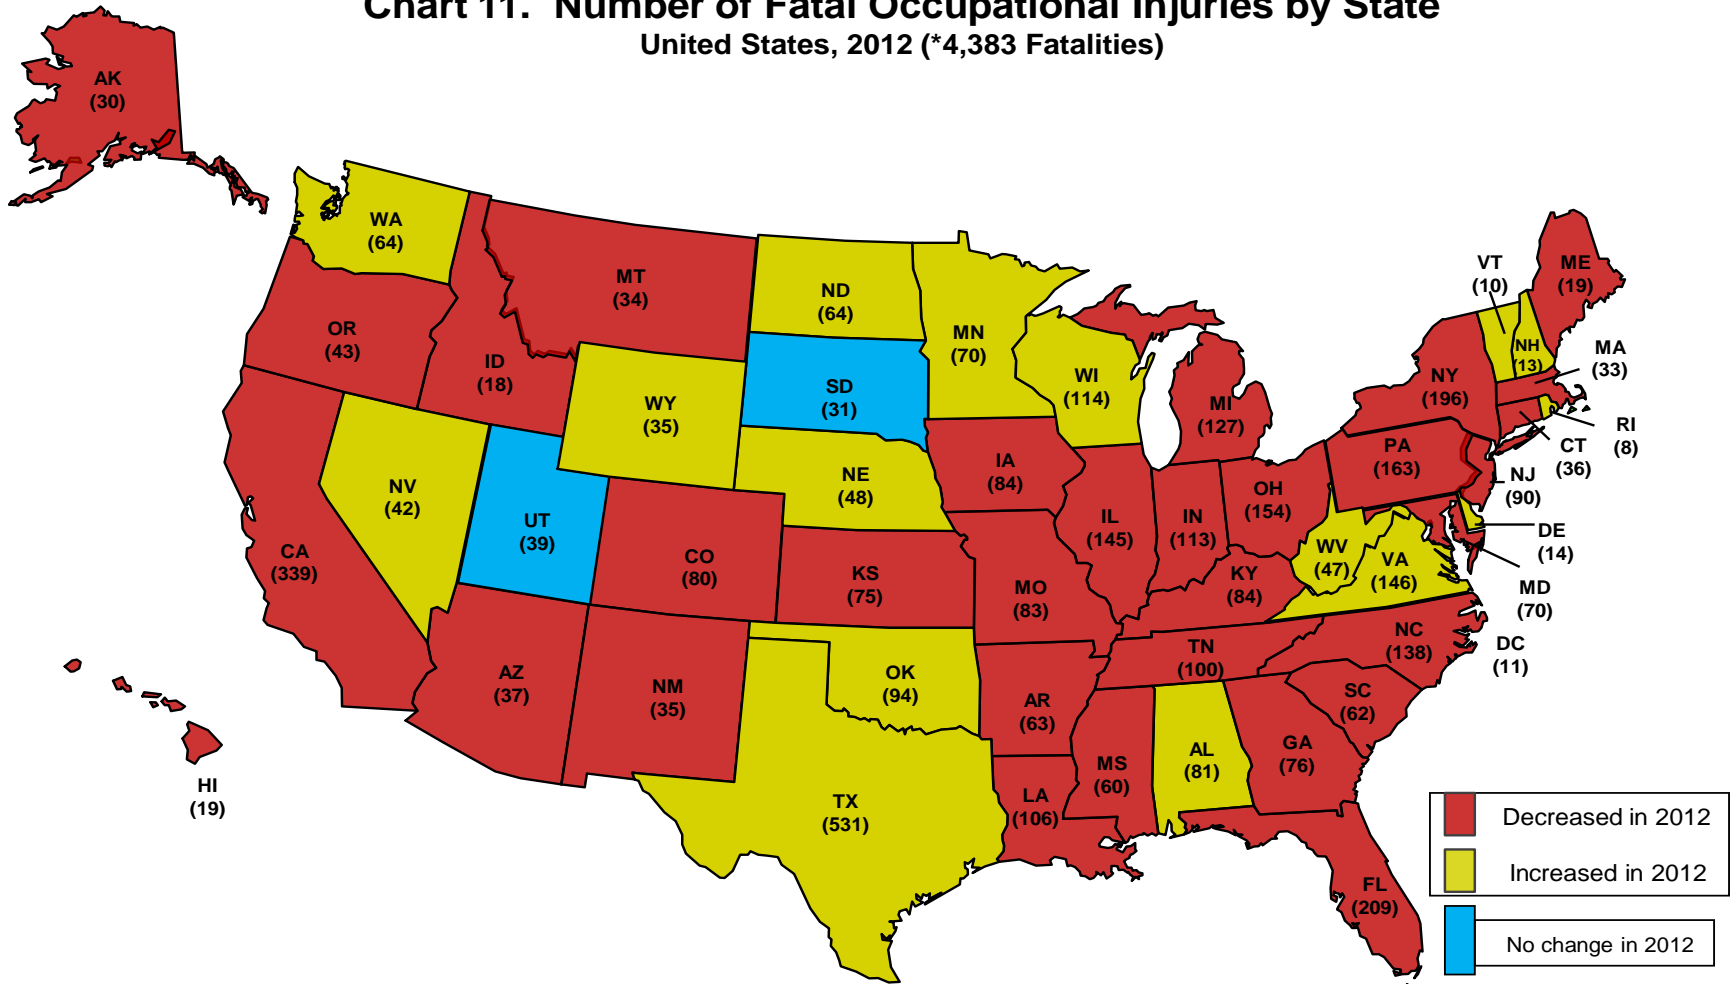 Chart 11. Number of Fatal Occupational Injuries by State
United States, 2012 (*4,383 Fatalities)
AK
(30)
WA
(64)
MT
(34)
ND
(64)
MN
(70)
VT
(10)
ME
(19)
OR
(43)
ID
(18)
WY
(35)
SD
(31)
WI
(114)
MI
(127)
NY
(196)
NH
(13)
MA
(33)
RI
(8)
CT
(36)
NV
(42)
UT
(39)
NE
(48)
IA
(84)
PA
(163)
NJ
(90)
CA
(339)
CO
(80)
KS
(75)
MO
(83)
IL
(145)
IN
(113)
OH
(154)
KY
(84)
WV
(47)
VA
(146)
DE
(14)
MD
(70)
DC
(11)
AZ
(37)
NM
(35)
OK
(94)
AR
(63)
TN
(100)
NC
(138)
SC
(62)
HI
(19)
TX
(531)
LA
(106)
MS
(60)
AL
(81)
GA
(76)
FL
(209)
Decreased in 2012
Increased in 2012
No change in 2012